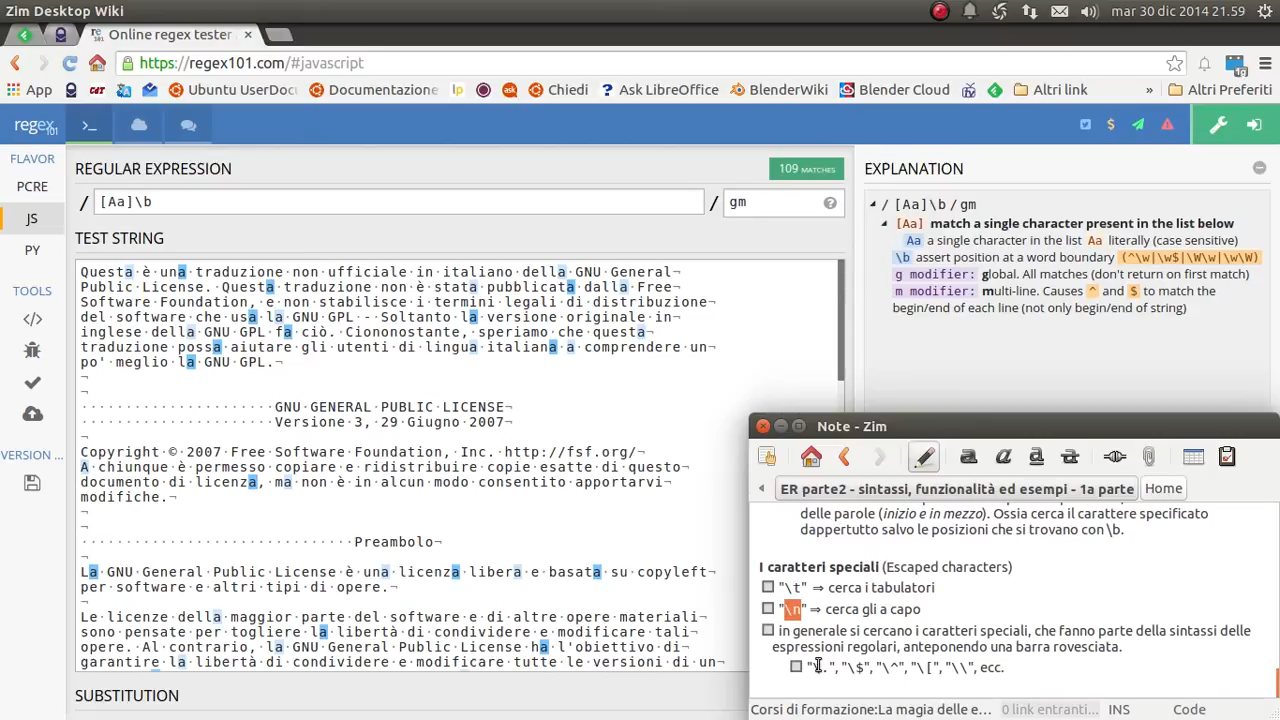 Zim Desktop Wiki
mar 30 dic 2014 21.59
Online regex tester
https://regex101.com/#javascript
App
Ubuntu UserDocu
Documentazione
Chiedi
Ask LibreOffice
BlenderWiki
Blender Cloud
Altri link
»
Altri Preferiti
regex101
FLAVOR
PCRE
JS
PY
TOOLS
VERSION ...
REGULAR EXPRESSION
109 MATCHES
/ [Aa]\b / gm
TEST STRING
Questa·è·una·traduzione·non·ufficiale·in·italiano·della·GNU·General¬
Public·License.·Questa·traduzione·non·è·stata·pubblicata·dalla·Free
Software·Foundation,·e·non·stabilisce·i·termini·legali·di·distribuzione
del·software·che·usa·la·GNU·GPL·-·Soltanto·la·versione·originale·in¬
inglese·della·GNU·GPL·fa·ciò.·Ciononostante,·speriamo·che·questa¬
traduzione·possa·aiutare·gli·utenti·di·lingua·italiana·a·comprendere·un¬
po'·meglio·la·GNU·GPL.¬
¬
¬
······················GNU·GENERAL·PUBLIC·LICENSE¬
······················Versione·3,·29·Giugno·2007¬
¬
Copyright·©·2007·Free·Software·Foundation,·Inc.·http://fsf.org/¬
A·chiunque·è·permesso·copiare·e·ridistribuire·copie·esatte·di·questo¬
documento·di·licenza,·ma·non·è·in·alcun·modo·consentito·apportarvi¬
modifiche.¬
¬
¬
·······························Preambolo¬
¬
La·GNU·General·Public·License·è·una·licenza·libera·e·basata·su·copyleft¬
per·software·e·altri·tipi·di·opere.¬
¬
Le·licenze·della·maggior·parte·del·software·e·di·altre·opere·materiali¬
sono·pensate·per·togliere·la·libertà·di·condividere·e·modificare·tali¬
opere.·Al·contrario,·la·GNU·General·Public·License·ha·l'obiettivo·di¬
garantire·la·libertà·di·condividere·e·modificare·tutte·le·versioni·di·un¬
SUBSTITUTION
EXPLANATION
/ [Aa]\b / gm
[Aa] match a single character present in the list below
Aa a single character in the list Aa literally (case sensitive)
\b assert position at a word boundary (^\w|\w$|\W\w|\w\W)
g modifier: global. All matches (don't return on first match)
m modifier: multi-line. Causes ^ and $ to match the
begin/end of each line (not only begin/end of string)
Note - Zim
ER parte2 - sintassi, funzionalità ed esempi - 1a parte
Home
delle parole (inizio e in mezzo). Ossia cerca il carattere specificato
dappertutto salvo le posizioni che si trovano con \b.
I caratteri speciali (Escaped characters)
"\t" ⇒ cerca i tabulatori
"\n" ⇒ cerca gli a capo
in generale si cercano i caratteri speciali, che fanno parte della sintassi delle
espressioni regolari, anteponendo una barra rovesciata.
"\.", "\$", "\^", "\[", "\\", ecc.
Corsi di formazione:La magia delle e...
0 link entranti...
INS
Code